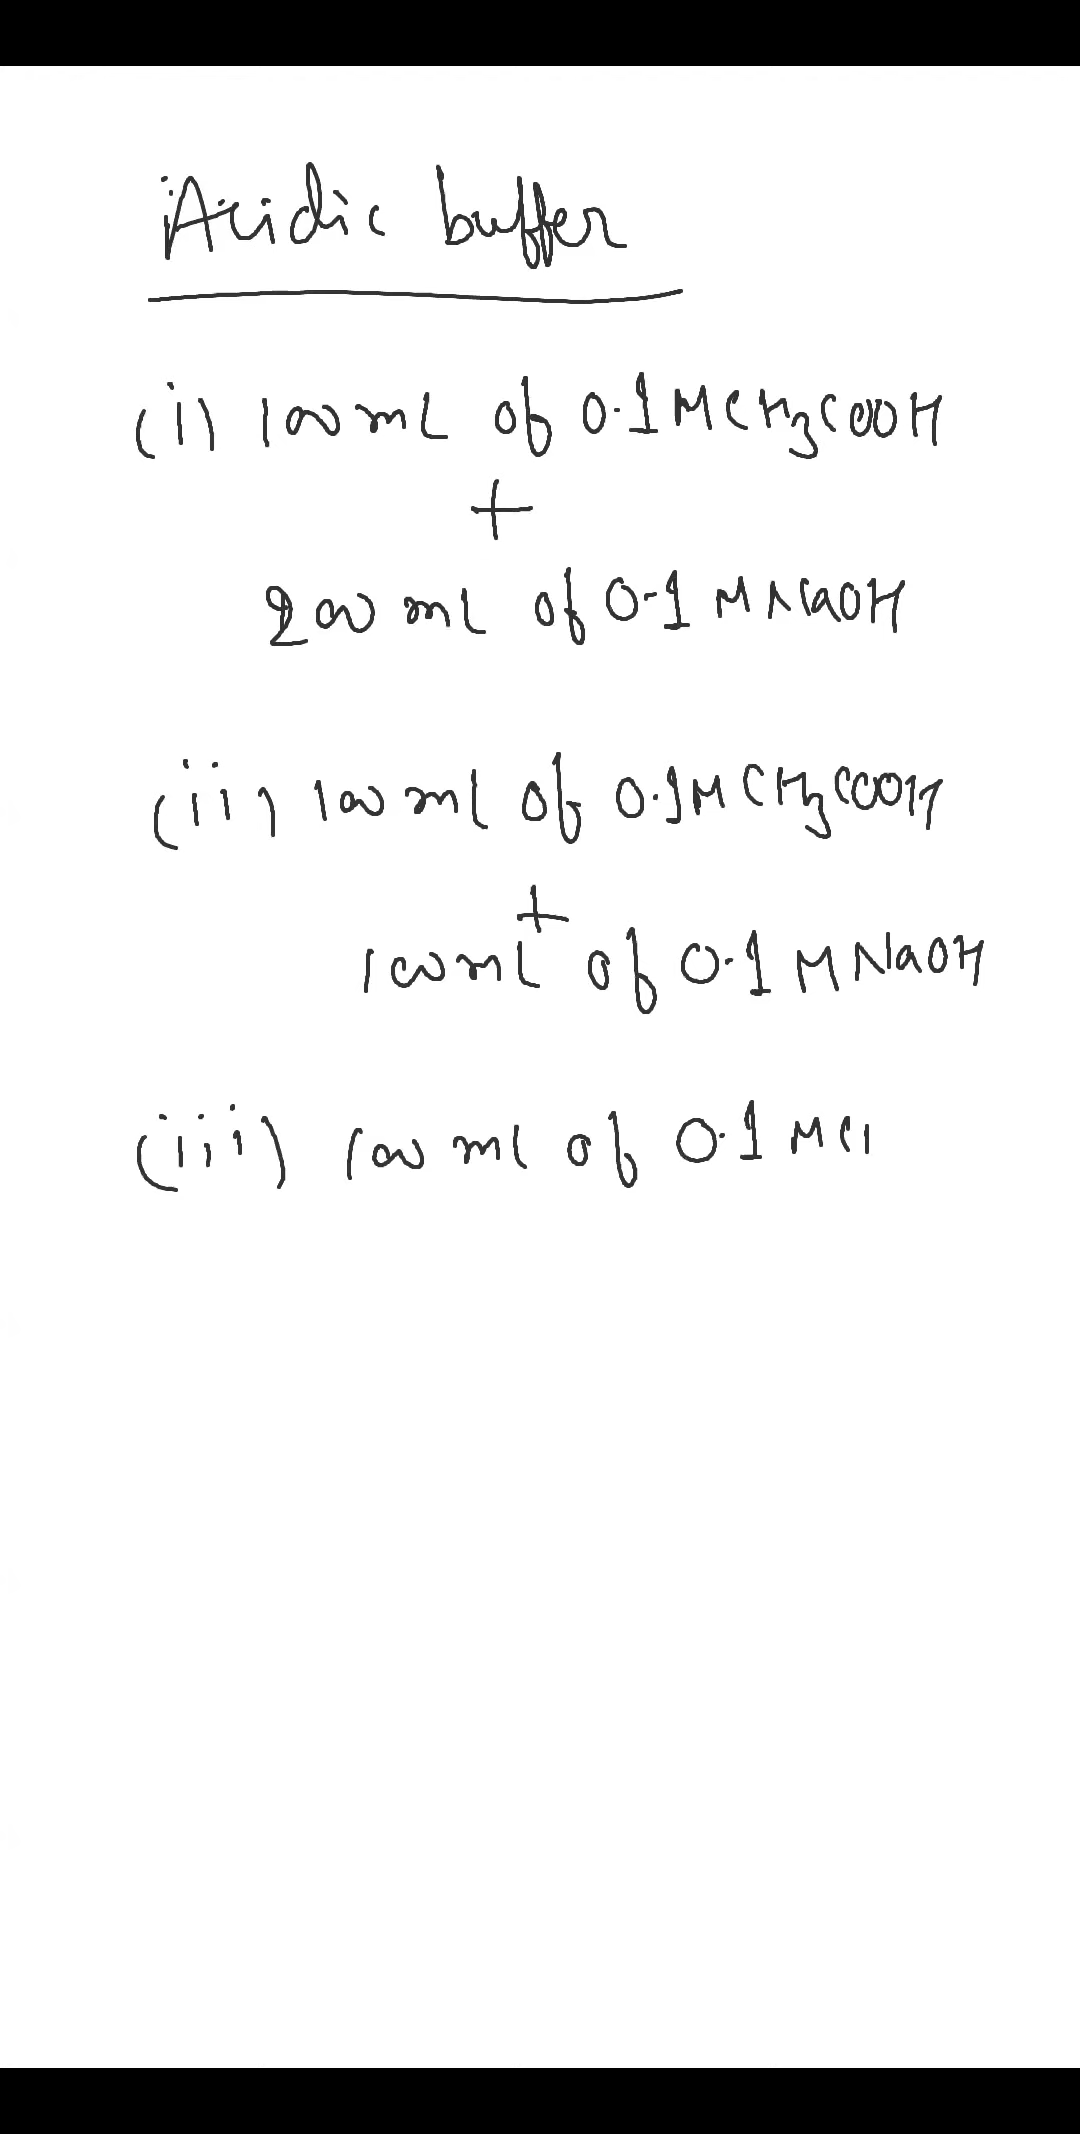 Acidic buffer
(i) 100 mL of 0.1 M CH3COOH
+
200 mL of 0.1 M NaOH
(ii) 100 mL of 0.1 M CH3COOH
+
100 mL of 0.1 M NaOH
(iii) 100 mL of 0.1 M C